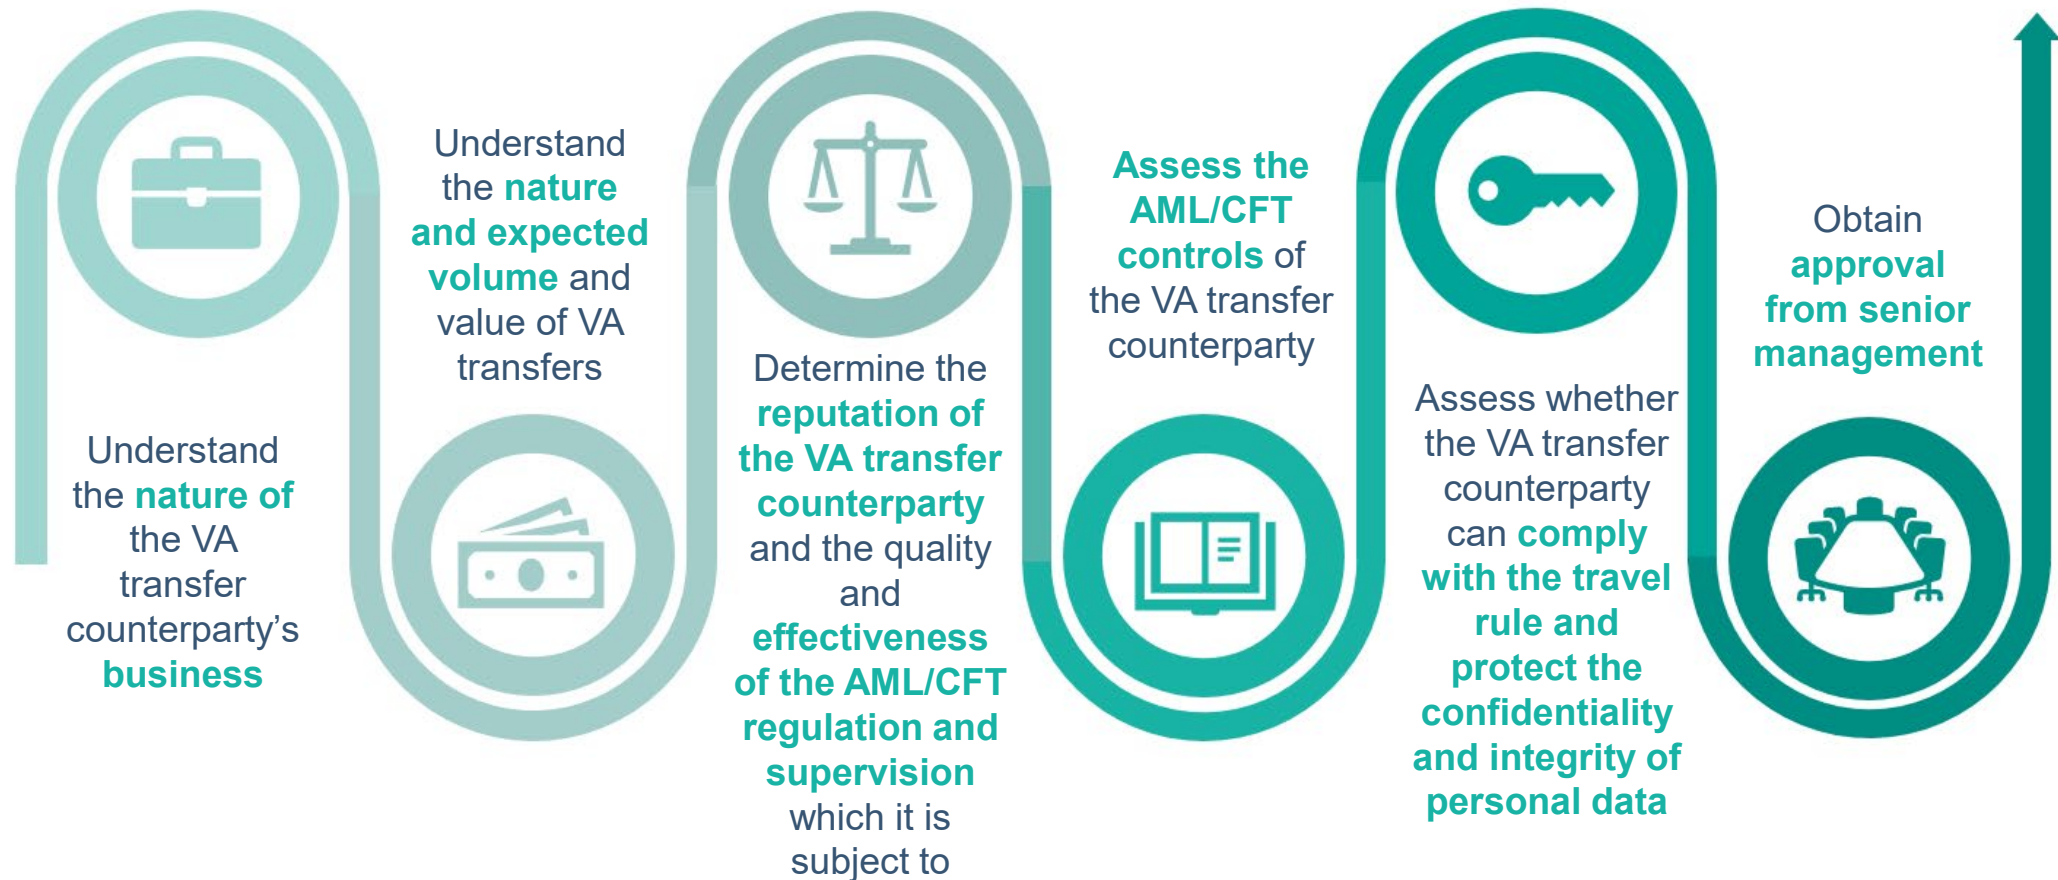 Understand
the nature of
the VA
transfer
counterparty’s
business
Understand
the nature
and expected
volume and
value of VA
transfers
Determine the
reputation of
the VA transfer
counterparty
and the quality
and
effectiveness
of the AML/CFT
regulation and
supervision
which it is
subject to
Assess the
AML/CFT
controls of
the VA transfer
counterparty
Assess whether
the VA transfer
counterparty
can comply
with the travel
rule and
protect the
confidentiality
and integrity of
personal data
Obtain
approval
from senior
management